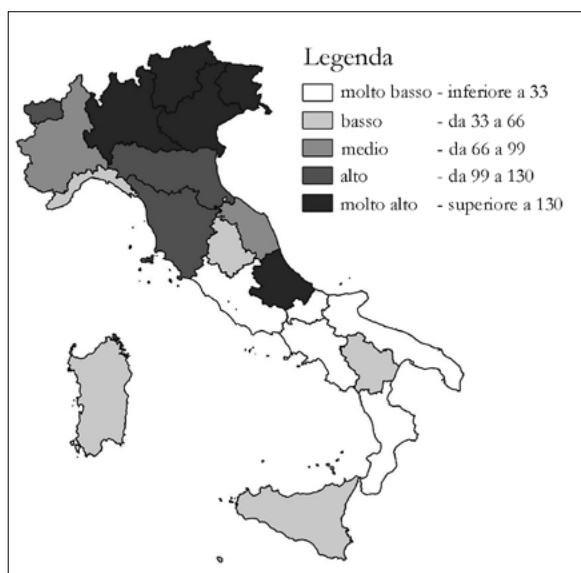 Legenda
molto basso - inferiore a 33
basso - da 33 a 66
medio - da 66 a 99
alto - da 99 a 130
molto alto - superiore a 130